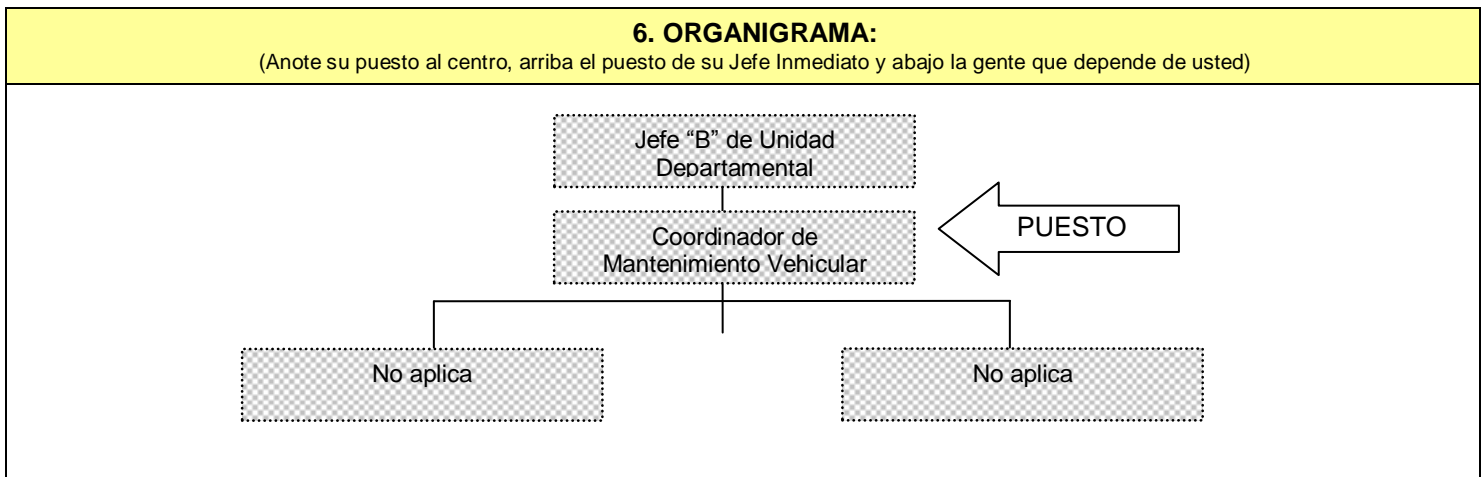 6. ORGANIGRAMA:
(Anote su puesto al centro, arriba el puesto de su Jefe Inmediato y abajo la gente que depende de usted)
Jefe “B” de Unidad
Departamental
Coordinador de
Mantenimiento Vehicular
PUESTO
No aplica
No aplica